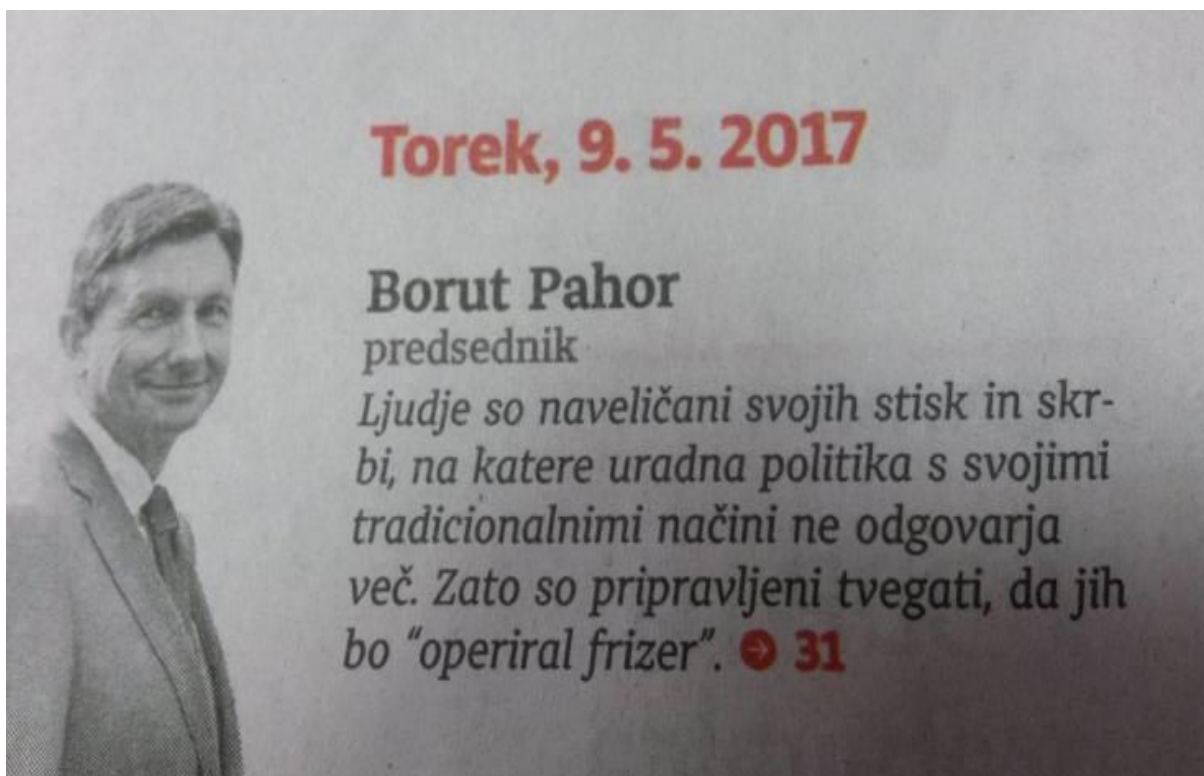 Torek, 9. 5. 2017
Borut Pahor
predsednik
Ljudje so naveličani svojih stisk in skr-
bi, na katere uradna politika s svojimi
tradicionalnimi načini ne odgovarja
več. Zato so pripravljeni tvegati, da jih
bo “operiral frizer”. ➔ 31